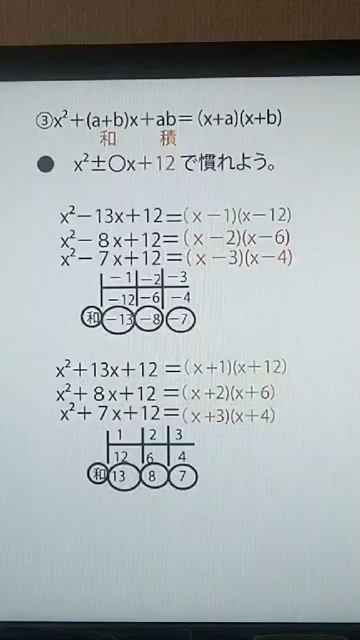 ③x²+(a+b)x+ab=(x+a)(x+b)
和 積
● x²±○x+12 で慣れよう。
x²-13x+12=(x-1)(x-12)
x²-8x+12=(x-2)(x-6)
x²-7x+12=(x-3)(x-4)
-1 -2 -3
-12 -6 -4
和 -13 -8 -7
x²+13x+12=(x+1)(x+12)
x²+8x+12=(x+2)(x+6)
x²+7x+12=(x+3)(x+4)
1 2 3
12 6 4
和 13 8 7